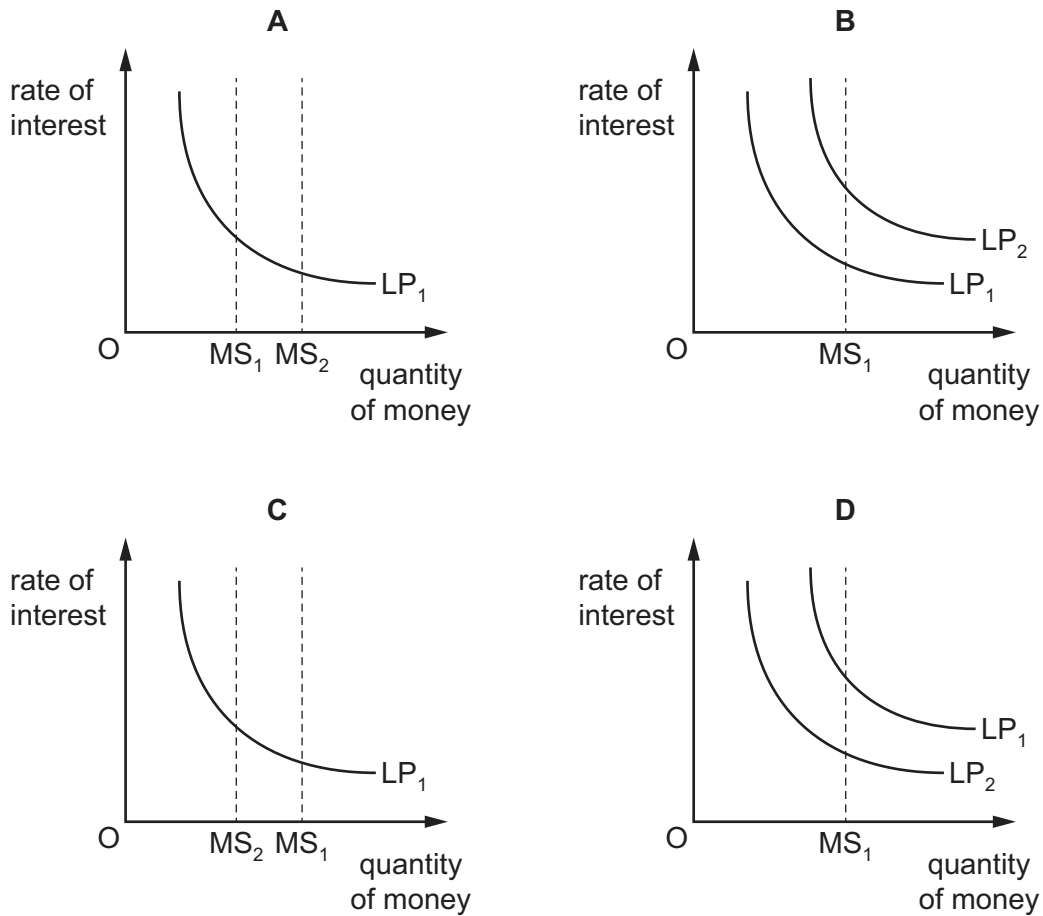 A
rate of
interest
LP₁
O
MS₁ MS₂
quantity
of money
B
rate of
interest
LP₂
LP₁
O
MS₁
quantity
of money
C
rate of
interest
LP₁
O
MS₂ MS₁
quantity
of money
D
rate of
interest
LP₁
LP₂
O
MS₁
quantity
of money